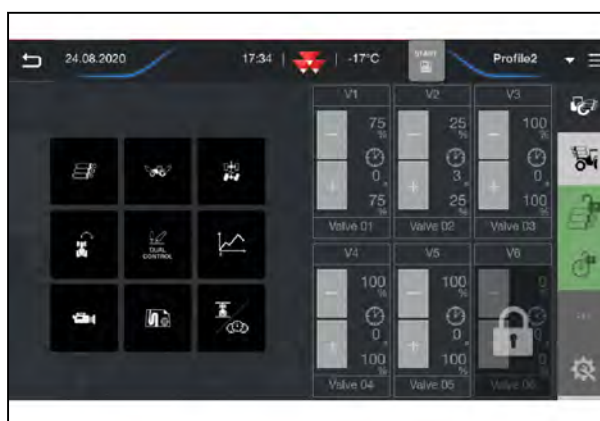 24.08.2020 17:34 -17°C START Profile2
V1 V2 V3
75 % 25 % 100 %
0 s 3 s 0 s
75 % 25 % 100 %
Valve 01 Valve 02 Valve 03
DUAL
CONTROL
V4 V5 V6
100 % 100 % 0
0 s 0 s
100 % 100 % 0 %
Valve 04 Valve 05 Valve 06